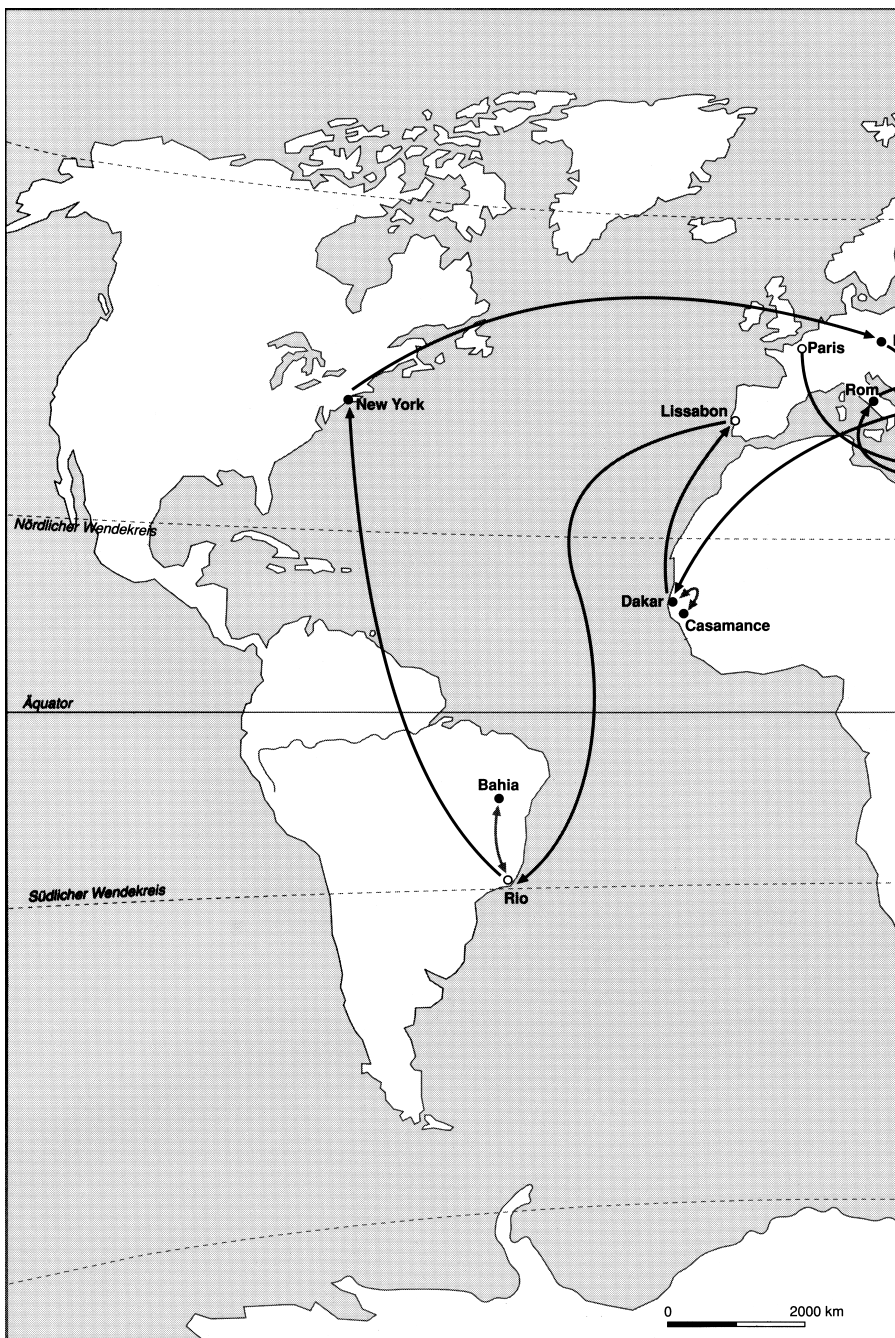 Paris
Rom
New York
Lissabon
Nördlicher Wendekreis
Dakar
Casamance
Äquator
Bahia
Südlicher Wendekreis
Rio
0 2000 km